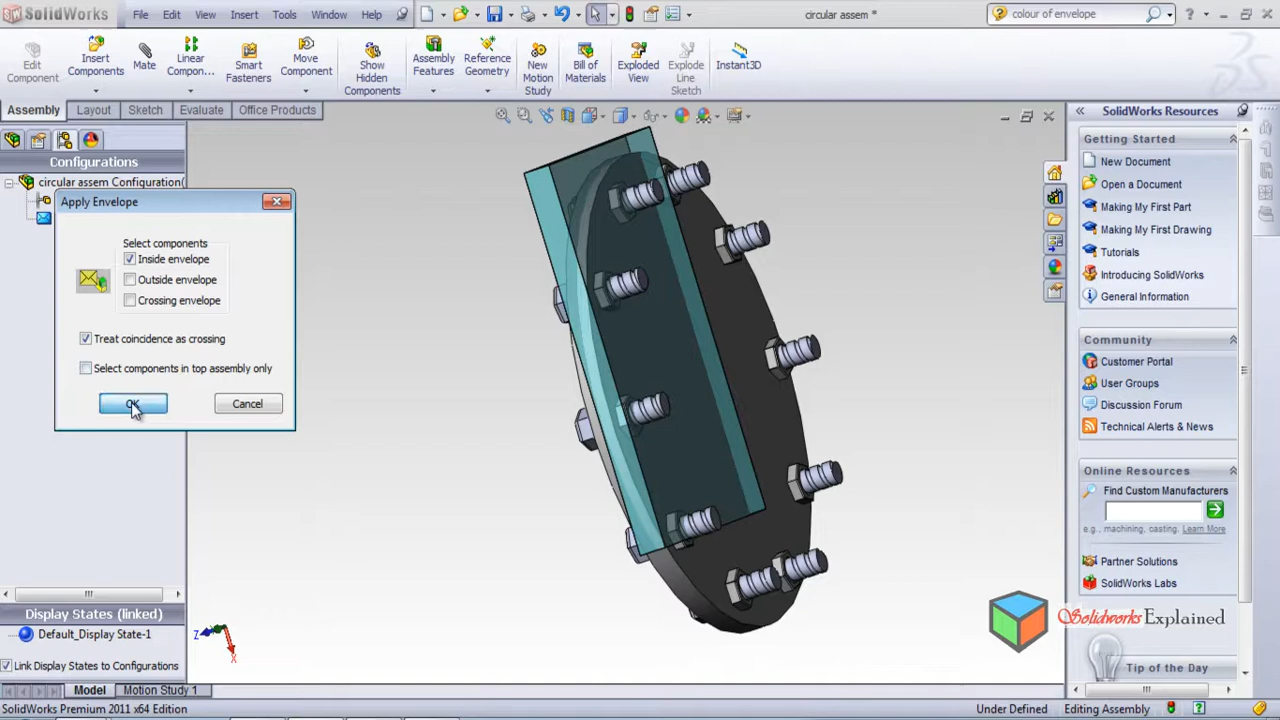 SolidWorks
File Edit View Insert Tools Window Help
circular assem *
colour of envelope
Edit Component
Insert Components
Mate
Linear Compon...
Smart Fasteners
Move Component
Show Hidden Components
Assembly Features
Reference Geometry
New Motion Study
Bill of Materials
Exploded View
Explode Line Sketch
Instant3D
Assembly Layout Sketch Evaluate Office Products
Configurations
circular assem Configuration(
Apply Envelope
Select components
Inside envelope
Outside envelope
Crossing envelope
Treat coincidence as crossing
Select components in top assembly only
OK Cancel
Display States (linked)
Default_Display State-1
Link Display States to Configurations
Z
X
SolidWorks Resources
Getting Started
New Document
Open a Document
Making My First Part
Making My First Drawing
Tutorials
Introducing SolidWorks
General Information
Community
Customer Portal
User Groups
Discussion Forum
Technical Alerts & News
Online Resources
Find Custom Manufacturers
e.g., machining, casting. Learn More
Partner Solutions
SolidWorks Labs
Solidworks Explained
Tip of the Day
Model Motion Study 1
SolidWorks Premium 2011 x64 Edition
Under Defined Editing Assembly